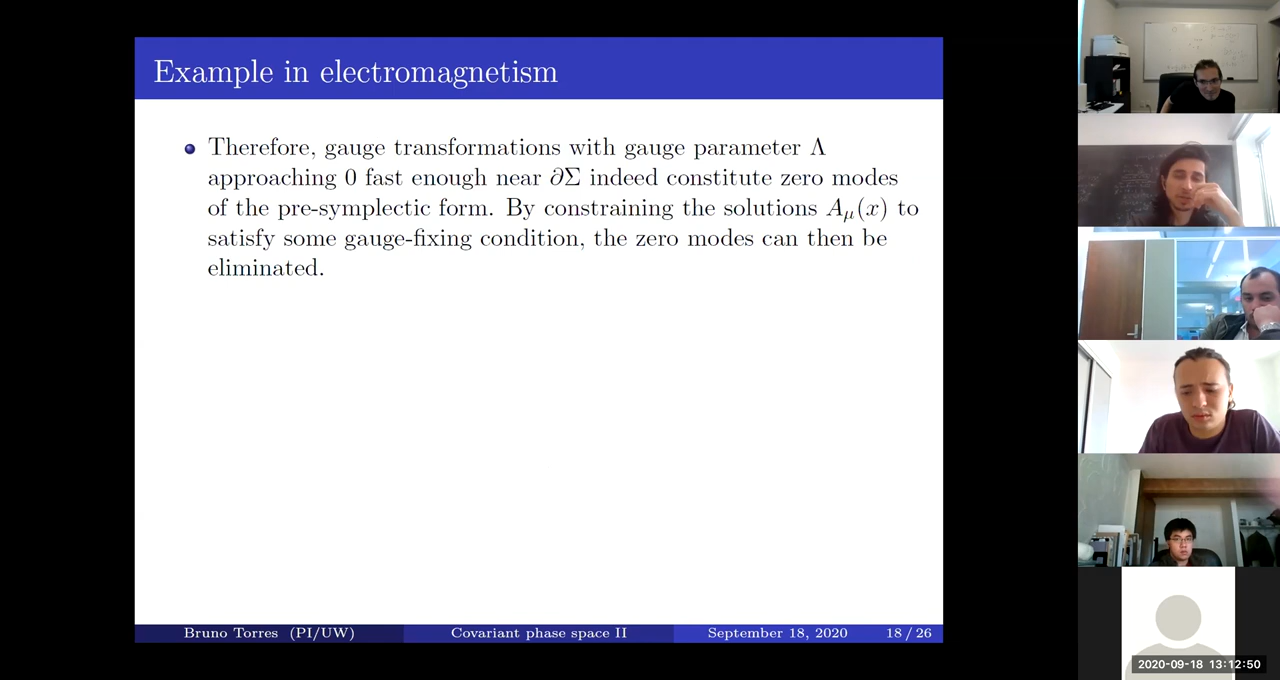 Example in electromagnetism
Therefore, gauge transformations with gauge parameter Λ
approaching 0 fast enough near ∂Σ indeed constitute zero modes
of the pre-symplectic form. By constraining the solutions Aμ(x) to
satisfy some gauge-fixing condition, the zero modes can then be
eliminated.
Bruno Torres (PI/UW) Covariant phase space II September 18, 2020 18 / 26
2020-09-18 13:12:50